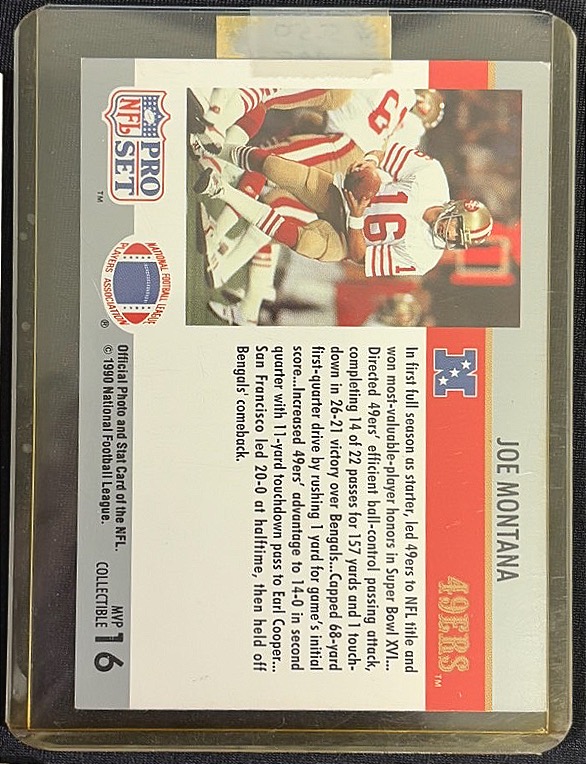 JOE MONTANA
49ERS™
In first full season as starter, led 49ers to NFL title and
won most-valuable-player honors in Super Bowl XVI...
Directed 49ers' efficient ball-control passing attack,
completing 14 of 22 passes for 157 yards and 1 touch-
down in 26-21 victory over Bengals...Capped 68-yard
first-quarter drive by rushing 1 yard for game's initial
score...Increased 49ers' advantage to 14-0 in second
quarter with 11-yard touchdown pass to Earl Cooper...
San Francisco led 20-0 at halftime, then held off
Bengals' comeback.
16
16
9
NFL
PRO
SET
™
NATIONAL FOOTBALL LEAGUE
PLAYERS ASSOCIATION
®
Official Photo and Stat Card of the NFL.
© 1990 National Football League.
MVP
COLLECTIBLE
16